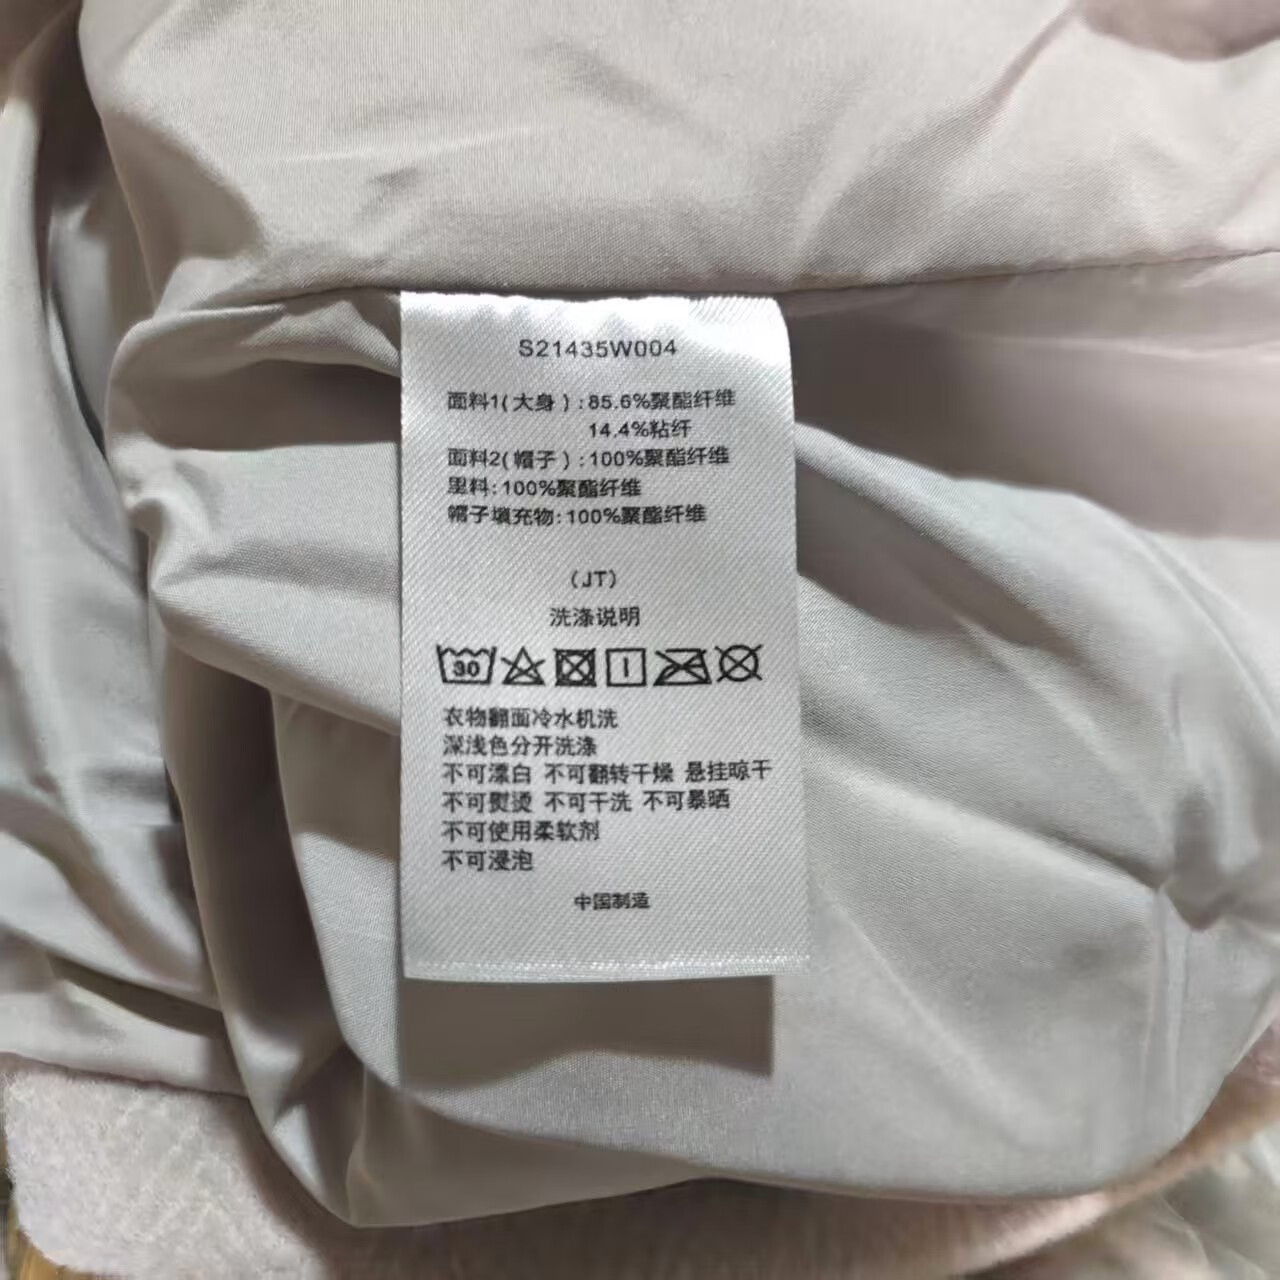 S21435W004
面料1(大身):85.6%聚酯纤维
14.4%粘纤
面料2(帽子):100%聚酯纤维
里料:100%聚酯纤维
帽子填充物:100%聚酯纤维
(JT)
洗涤说明
30
衣物翻面冷水机洗
深浅色分开洗涤
不可漂白 不可翻转干燥 悬挂晾干
不可熨烫 不可干洗 不可暴晒
不可使用柔软剂
不可浸泡
中国制造